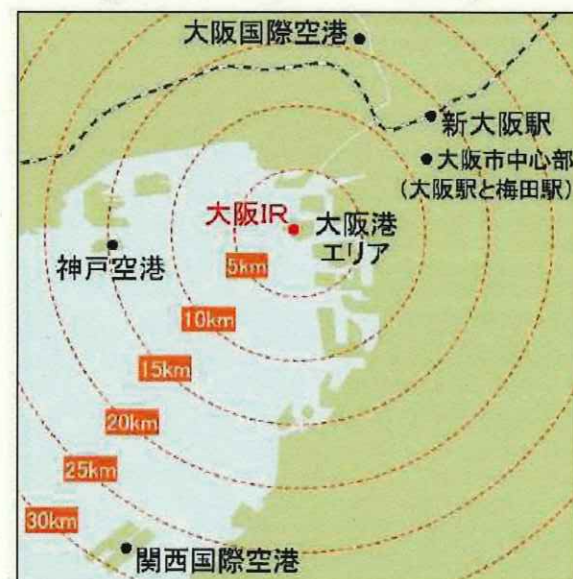 大阪国際空港
新大阪駅
大阪市中心部
(大阪駅と梅田駅)
大阪IR
大阪港
エリア
神戸空港
5km
10km
15km
20km
25km
30km
関西国際空港